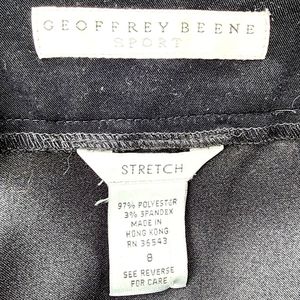 GEOFFREY BEENE
SPORT
STRETCH
97% POLYESTER
3% SPANDEX
MADE IN
HONG KONG
RN 36543
8
SEE REVERSE
FOR CARE